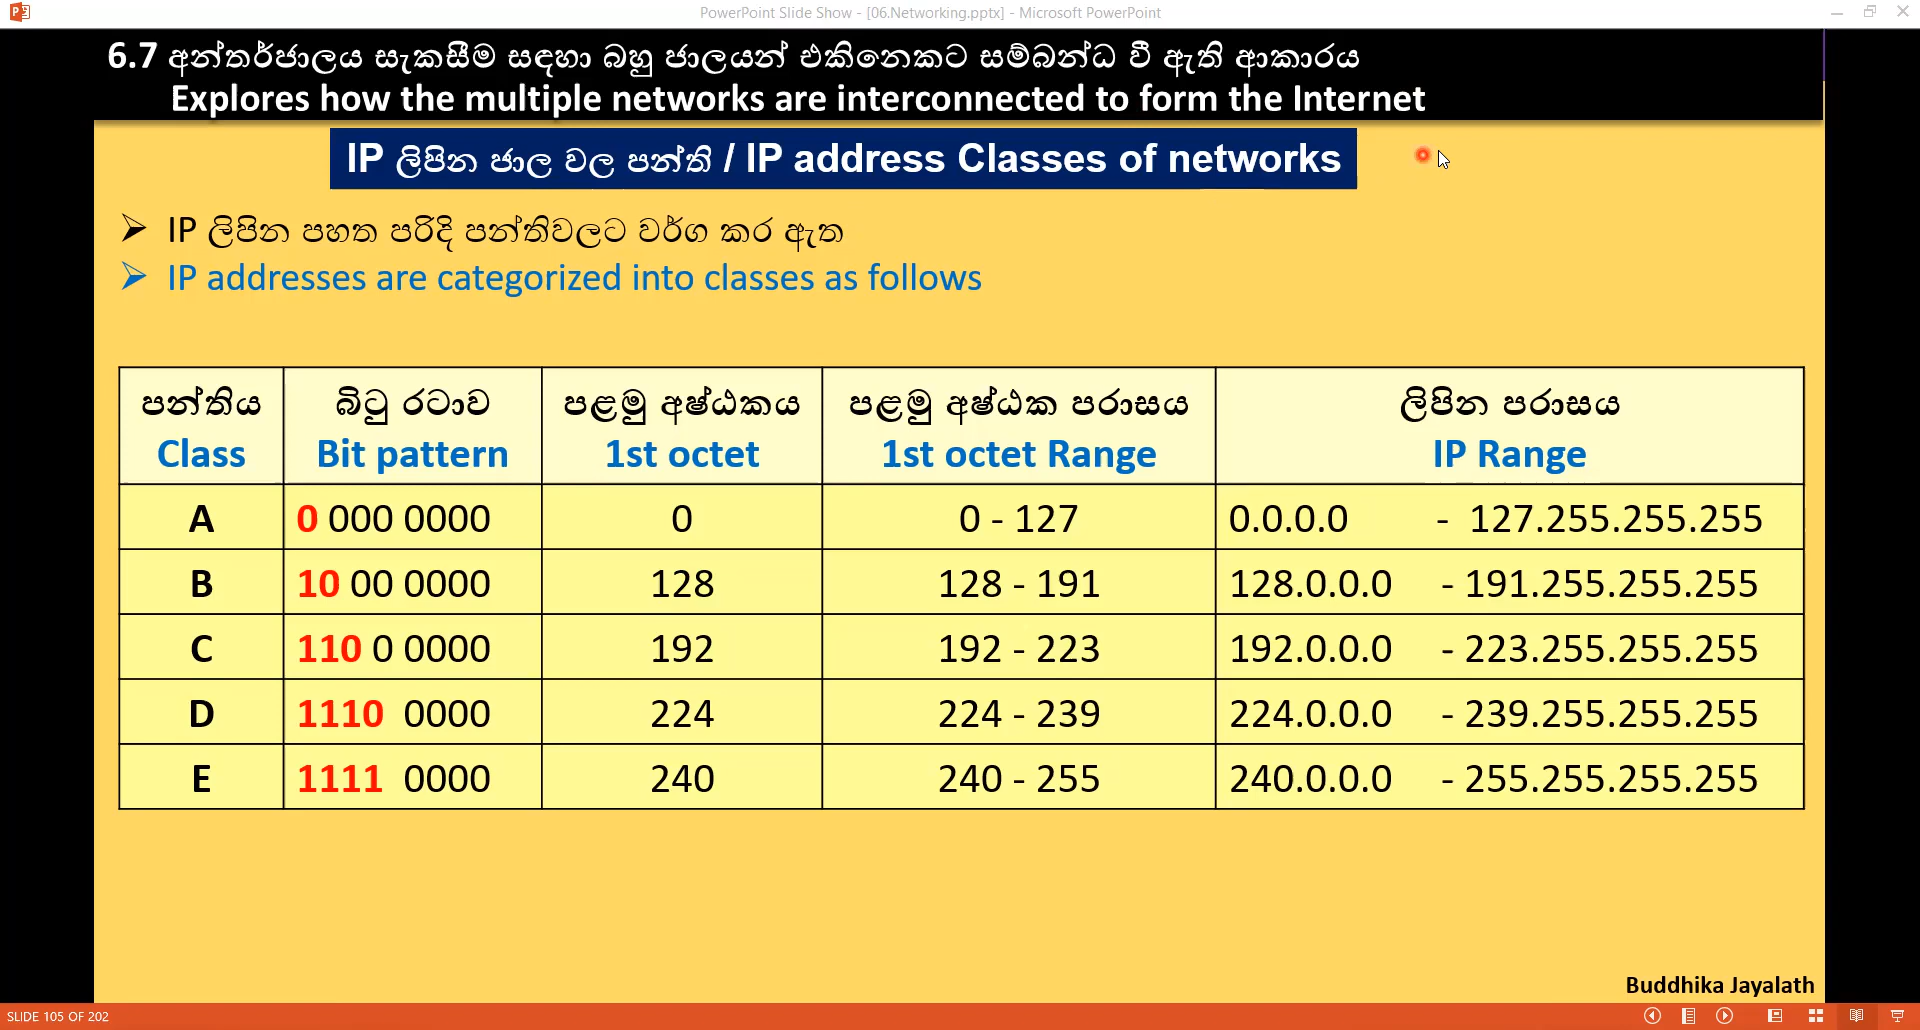 PowerPoint Slide Show - [06.Networking.pptx] - Microsoft PowerPoint
6.7 අන්තර්ජාලය සැකසීම සඳහා බහු ජාලයන් එකිනෙකට සම්බන්ධ වී ඇති ආකාරය
Explores how the multiple networks are interconnected to form the Internet
IP ලිපින ජාල වල පන්ති / IP address Classes of networks
➤ IP ලිපින පහත පරිදි පන්තිවලට වර්ග කර ඇත
➤ IP addresses are categorized into classes as follows
පන්තිය බිටු රටාව පළමු අෂ්ඨකය පළමු අෂ්ඨක පරාසය ලිපින පරාසය
Class Bit pattern 1st octet 1st octet Range IP Range
A 0 000 0000 0 0 - 127 0.0.0.0 - 127.255.255.255
B 10 00 0000 128 128 - 191 128.0.0.0 - 191.255.255.255
C 110 0 0000 192 192 - 223 192.0.0.0 - 223.255.255.255
D 1110 0000 224 224 - 239 224.0.0.0 - 239.255.255.255
E 1111 0000 240 240 - 255 240.0.0.0 - 255.255.255.255
Buddhika Jayalath
SLIDE 105 OF 202